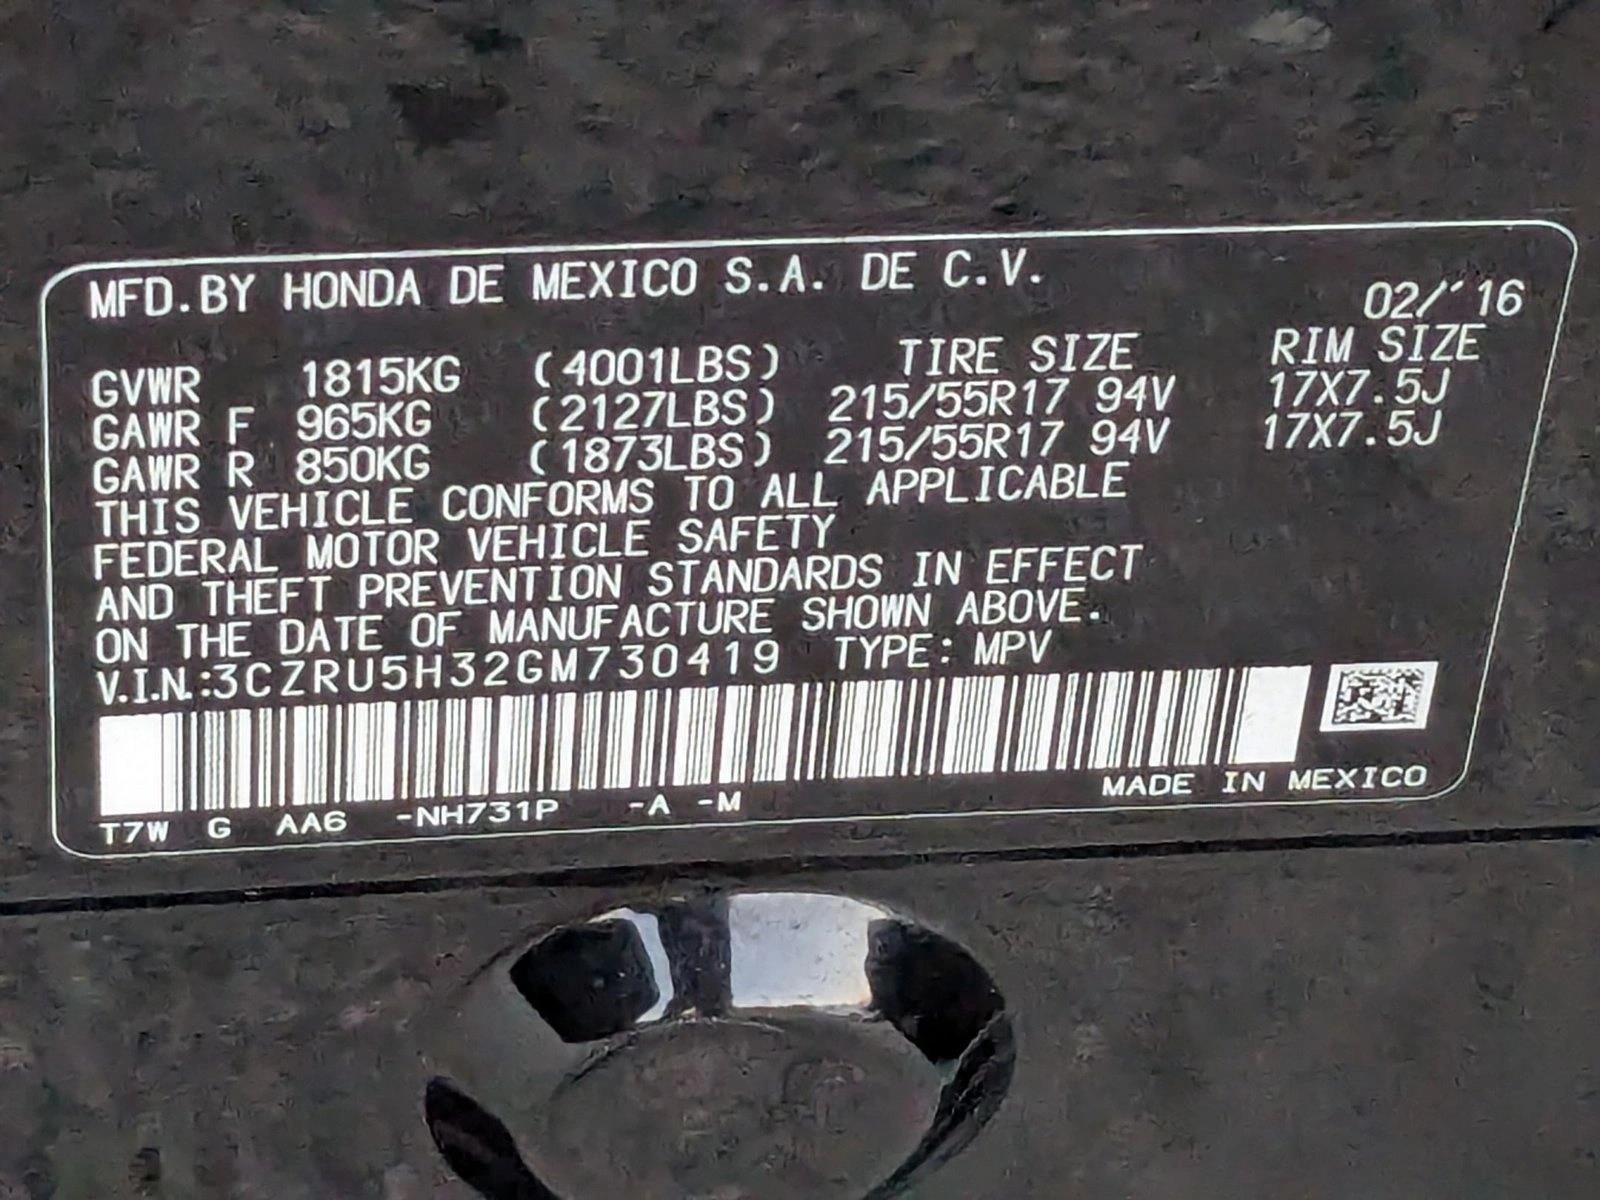 MFD.BY HONDA DE MEXICO S.A. DE C.V.
02/'16
GVWR 1815KG (4001LBS) TIRE SIZE RIM SIZE
GAWR F 965KG (2127LBS) 215/55R17 94V 17X7.5J
GAWR R 850KG (1873LBS) 215/55R17 94V 17X7.5J
THIS VEHICLE CONFORMS TO ALL APPLICABLE
FEDERAL MOTOR VEHICLE SAFETY
AND THEFT PREVENTION STANDARDS IN EFFECT
ON THE DATE OF MANUFACTURE SHOWN ABOVE.
V.I.N.:3CZRU5H32GM730419 TYPE: MPV
T7W G AA6 -NH731P -A -M MADE IN MEXICO